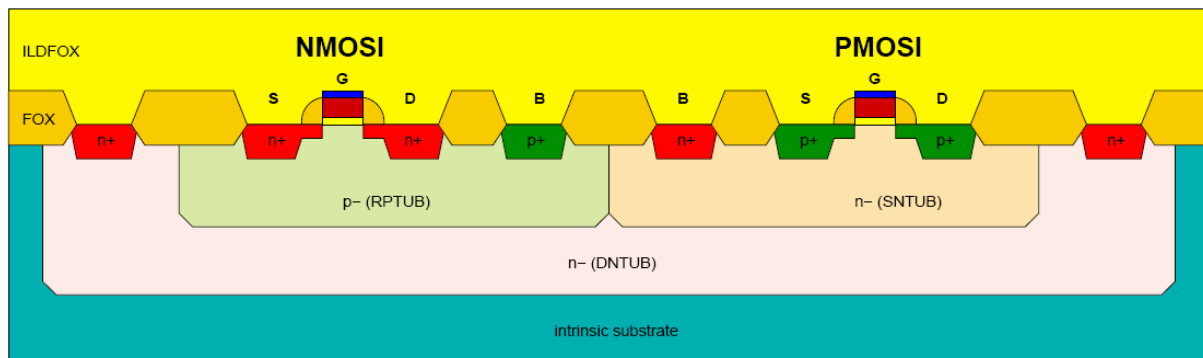 ILDFOX
NMOSI
PMOSI
G
G
S
D
B
B
S
D
FOX
n+
n+
n+
p+
n+
p+
p+
n+
p− (RPTUB)
n− (SNTUB)
n− (DNTUB)
intrinsic substrate